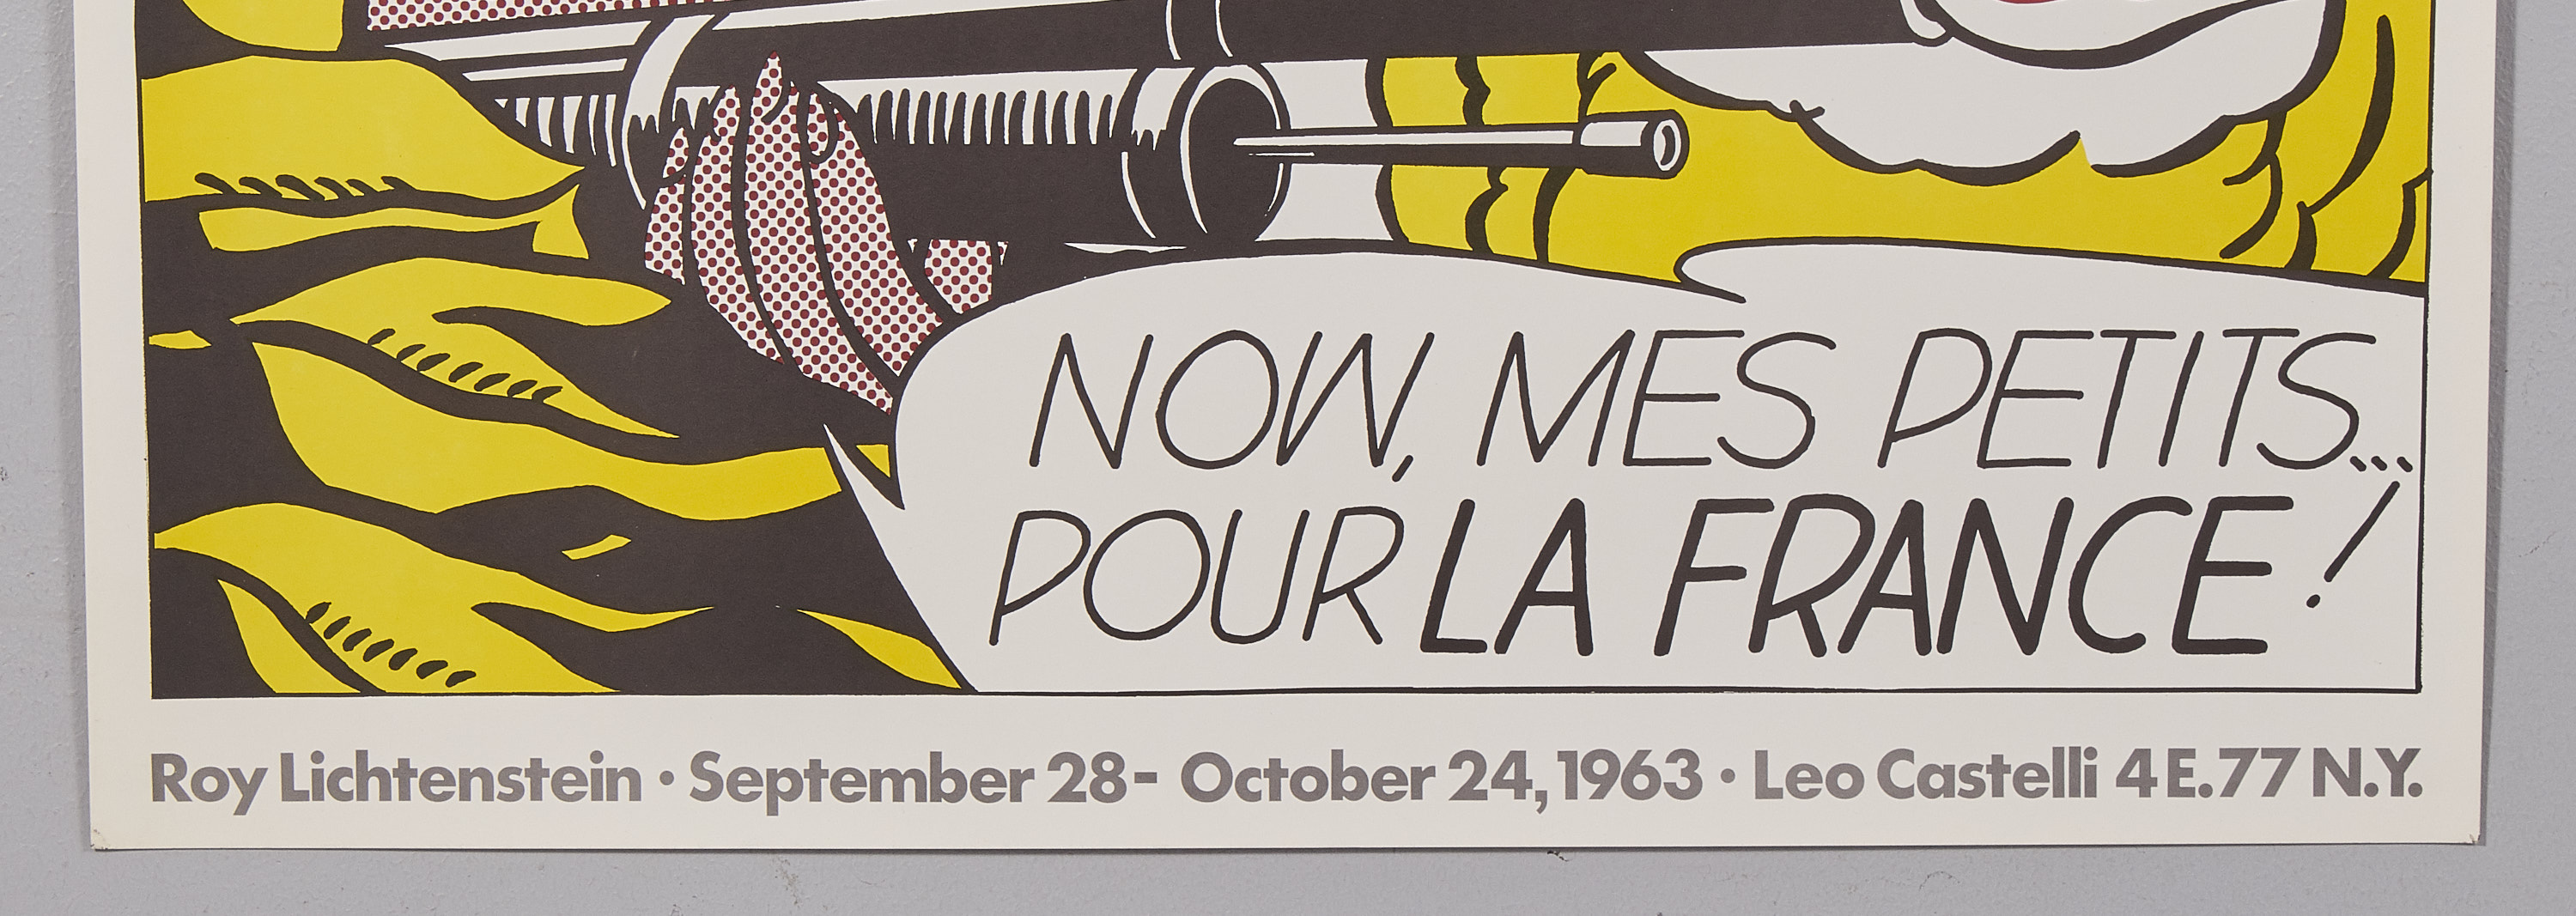 NOW, MES PETITS...
POUR LA FRANCE!
Roy Lichtenstein · September 28- October 24, 1963 · Leo Castelli 4 E. 77 N.Y.